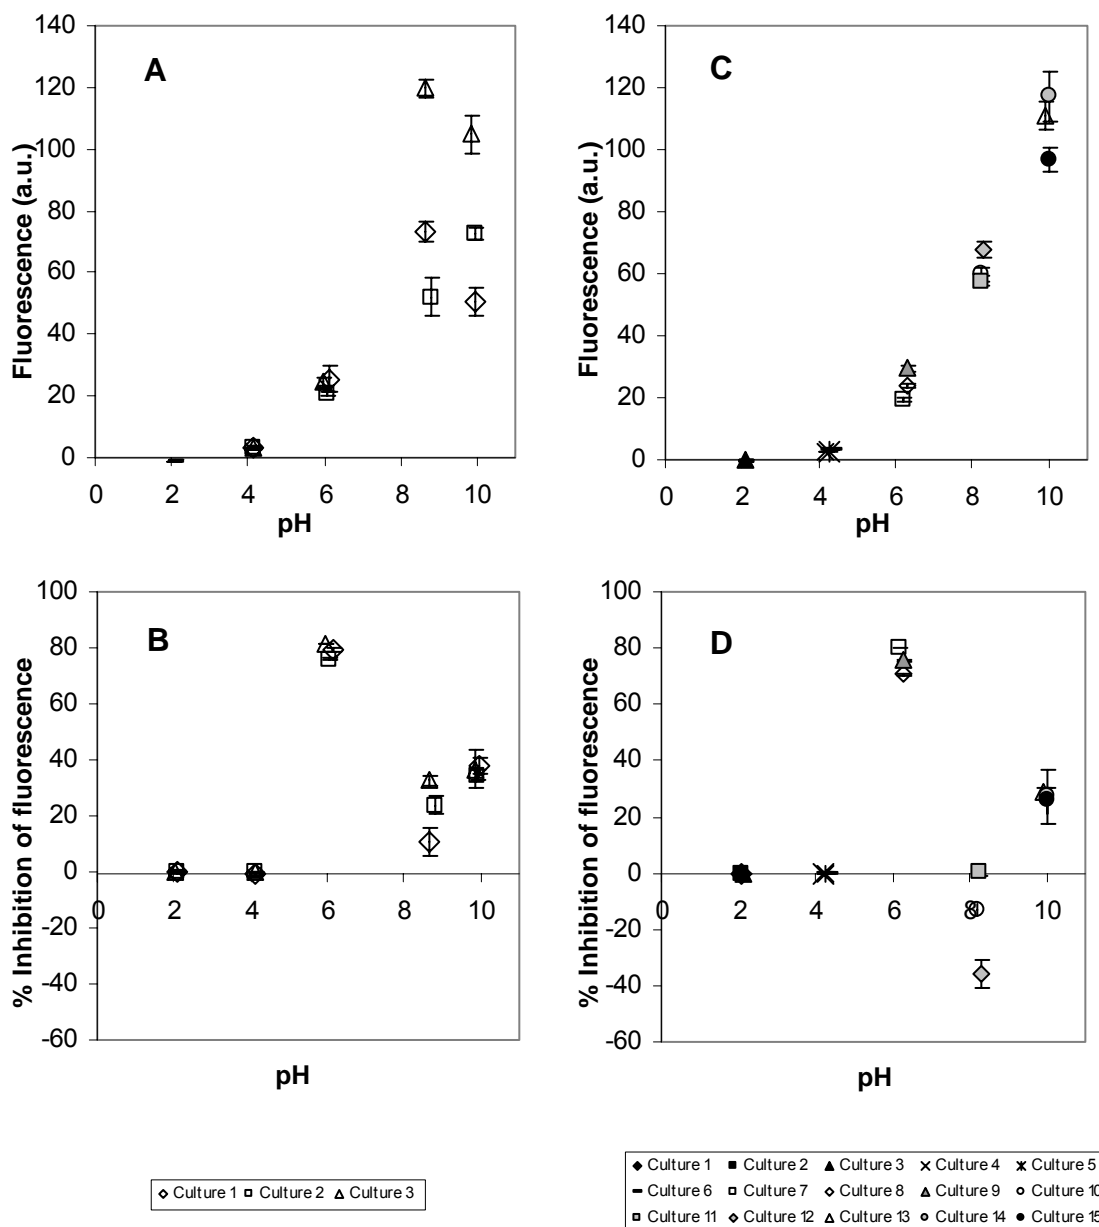 A
Fluorescence (a.u.)
140
120
100
80
60
40
20
0
0 2 4 6 8 10
pH
C
Fluorescence (a.u.)
140
120
100
80
60
40
20
0
0 2 4 6 8 10
pH
B
% Inhibition of fluorescence
100
80
60
40
20
0
-20
-40
-60
0 2 4 6 8 10
pH
D
% Inhibition of fluorescence
100
80
60
40
20
0
-20
-40
-60
0 2 4 6 8 10
pH
Culture 1 Culture 2 Culture 3
Culture 1 Culture 2 Culture 3 Culture 4 Culture 5
Culture 6 Culture 7 Culture 8 Culture 9 Culture 10
Culture 11 Culture 12 Culture 13 Culture 14 Culture 15